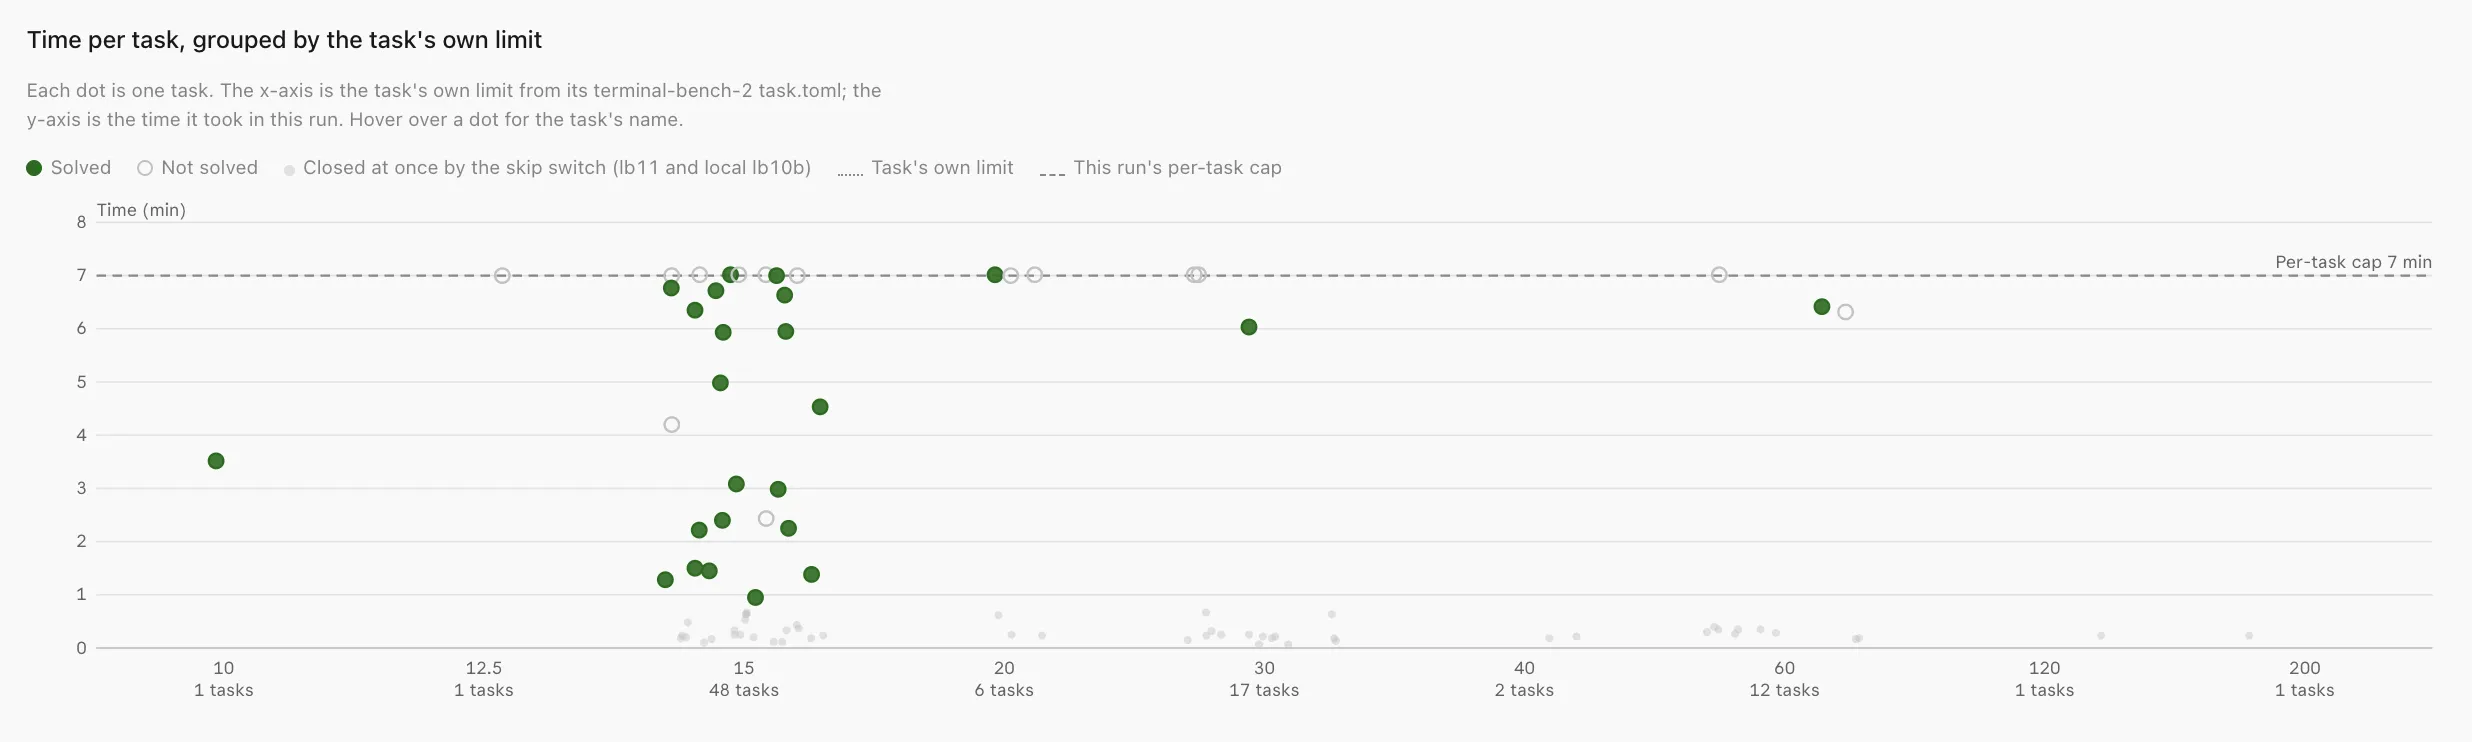 Time per task, grouped by the task's own limit
Each dot is one task. The x-axis is the task's own limit from its terminal-bench-2 task.toml; the
y-axis is the time it took in this run. Hover over a dot for the task's name.
Solved Not solved Closed at once by the skip switch (lb11 and local lb10b) Task's own limit This run's per-task cap
Time (min)
8
Per-task cap 7 min
7
6
5
4
3
2
1
0
10 12.5 15 20 30 40 60 120 200
1 tasks 1 tasks 48 tasks 6 tasks 17 tasks 2 tasks 12 tasks 1 tasks 1 tasks